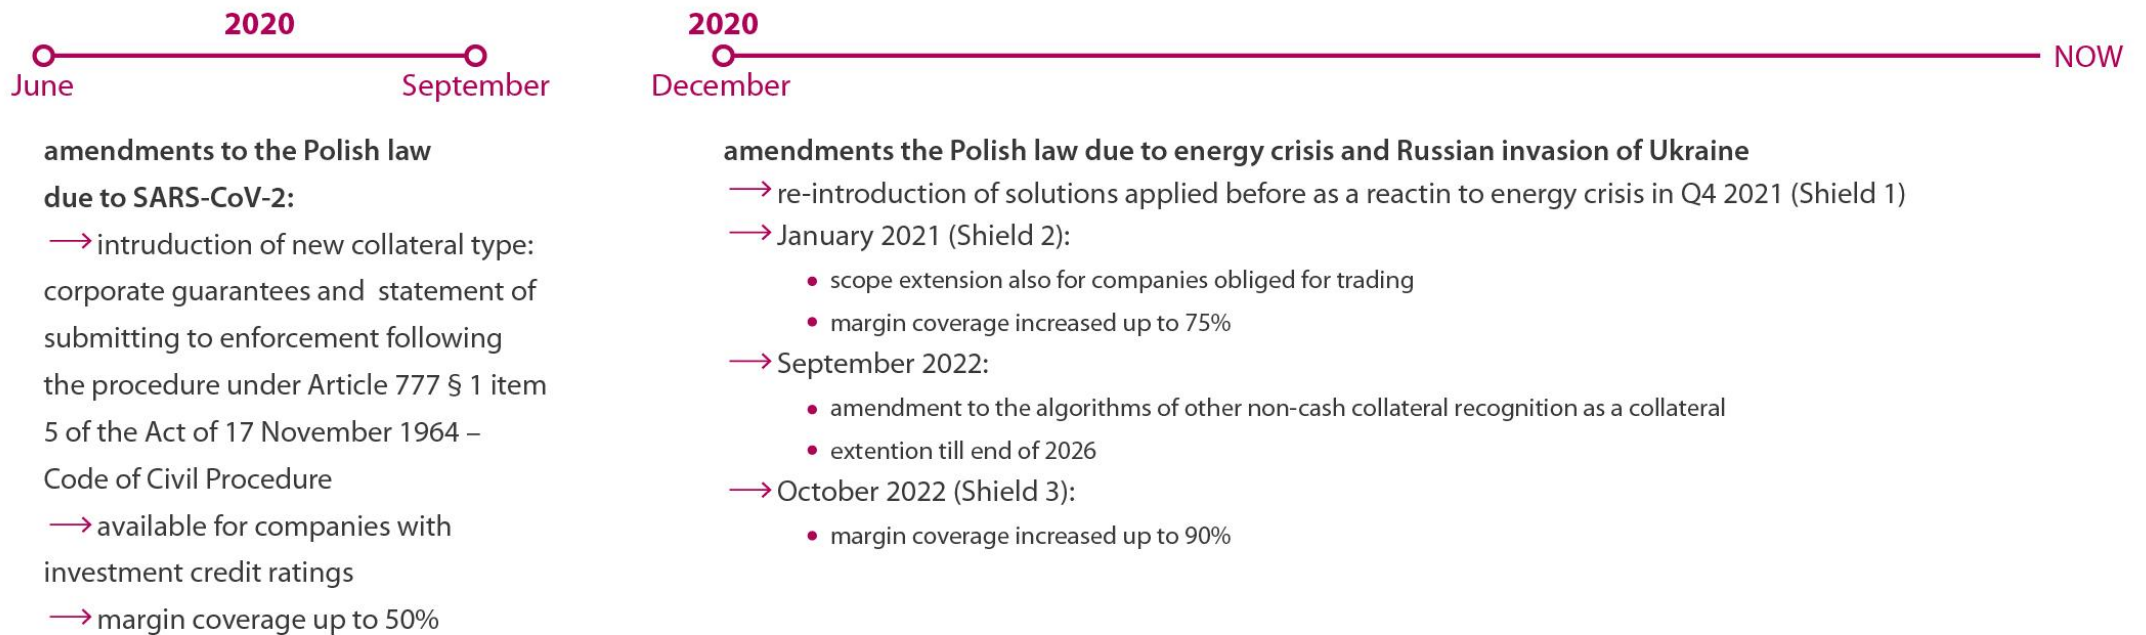 2020
June
September
amendments to the Polish law
due to SARS-CoV-2:
intruduction of new collateral type:
corporate guarantees and statement of
submitting to enforcement following
the procedure under Article 777 § 1 item
5 of the Act of 17 November 1964 –
Code of Civil Procedure
available for companies with
investment credit ratings
margin coverage up to 50%
2020
December
NOW
amendments the Polish law due to energy crisis and Russian invasion of Ukraine
re-introduction of solutions applied before as a reactin to energy crisis in Q4 2021 (Shield 1)
January 2021 (Shield 2):
• scope extension also for companies obliged for trading
• margin coverage increased up to 75%
September 2022:
• amendment to the algorithms of other non-cash collateral recognition as a collateral
• extention till end of 2026
October 2022 (Shield 3):
• margin coverage increased up to 90%